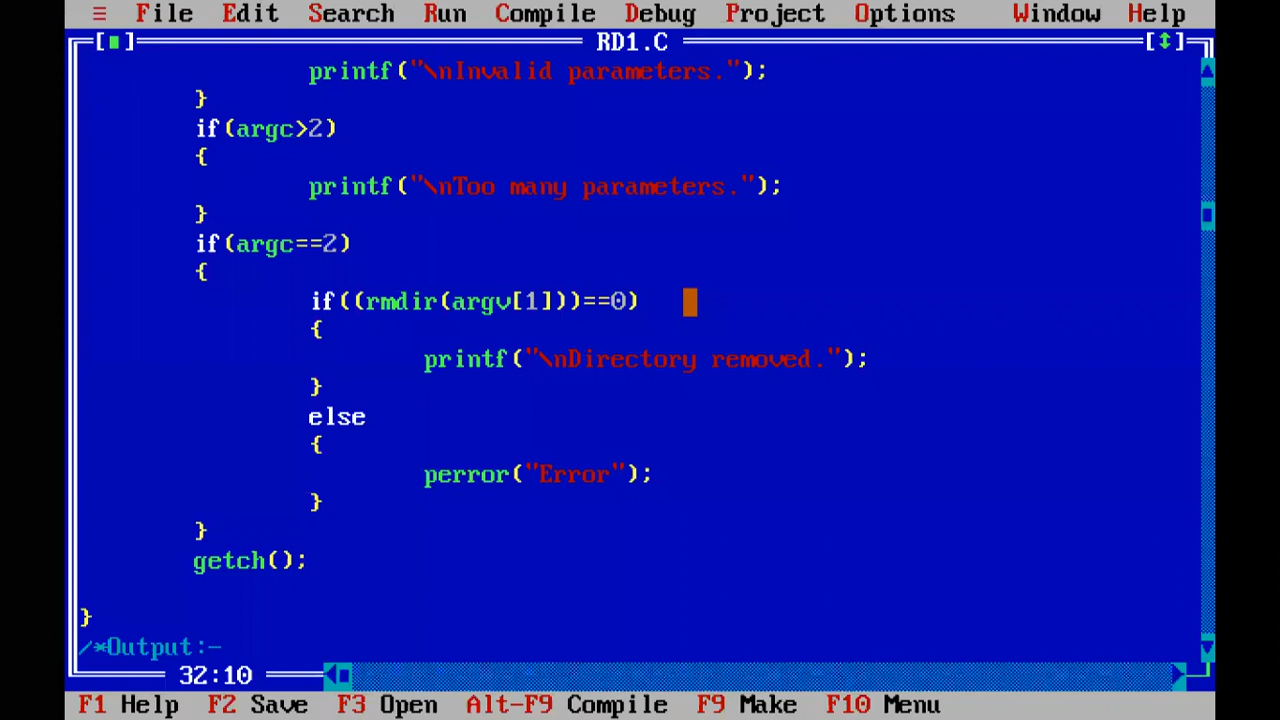 ≡ File Edit Search Run Compile Debug Project Options Window Help
[■] RD1.C [↕]
printf("\nInvalid parameters.");
}
if(argc>2)
{
printf("\nToo many parameters.");
}
if(argc==2)
{
if((rmdir(argv[1]))==0)
{
printf("\nDirectory removed.");
}
else
{
perror("Error");
}
}
getch();
}
/*Output:-
32:10
F1 Help F2 Save F3 Open Alt-F9 Compile F9 Make F10 Menu